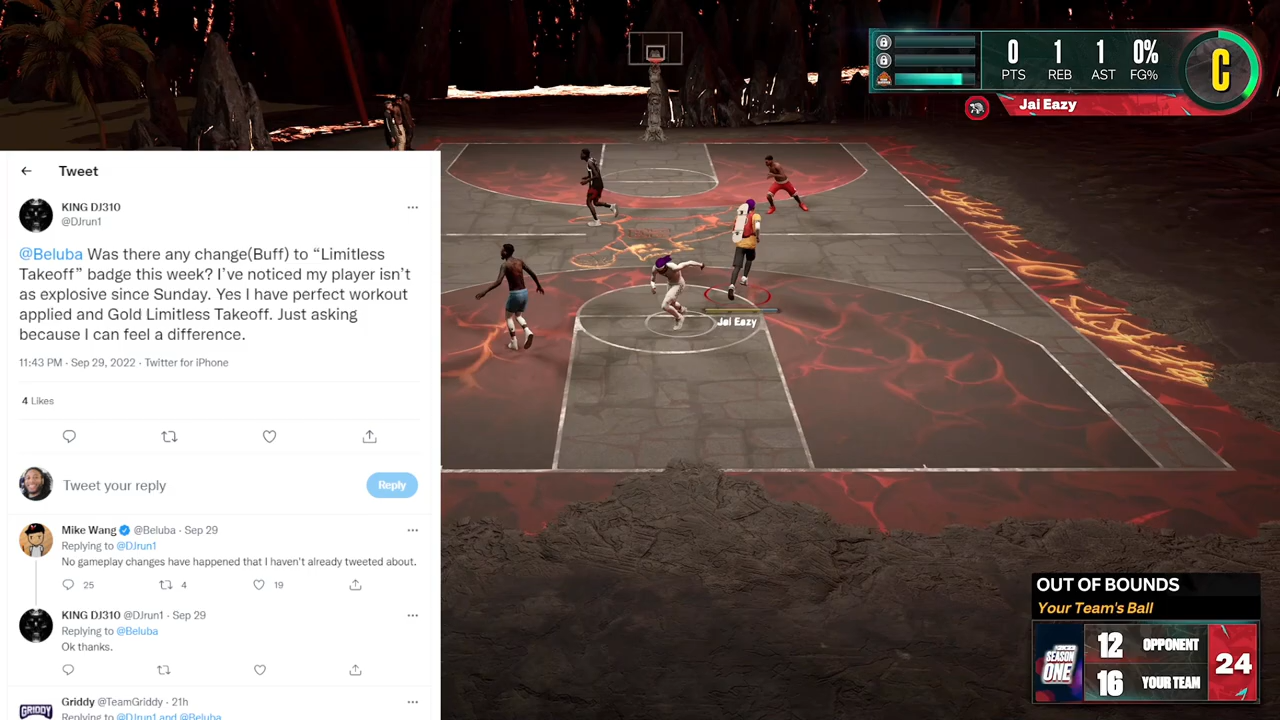 Tweet
KING DJ310
@DJrun1
@Beluba Was there any change(Buff) to “Limitless
Takeoff” badge this week? I’ve noticed my player isn’t
as explosive since Sunday. Yes I have perfect workout
applied and Gold Limitless Takeoff. Just asking
because I can feel a difference.
11:43 PM · Sep 29, 2022 · Twitter for iPhone
4 Likes
Tweet your reply
Reply
Mike Wang @Beluba · Sep 29
Replying to @DJrun1
No gameplay changes have happened that I haven't already tweeted about.
25 4 19
KING DJ310 @DJrun1 · Sep 29
Replying to @Beluba
Ok thanks.
GRIDDY
Griddy @TeamGriddy · 21h
Replying to @DJrun1 and @Beluba
0 1 1 0%
PTS REB AST FG%
C
Jai Eazy
Jai Eazy
OUT OF BOUNDS
Your Team's Ball
SEASON
ONE
12 OPPONENT
16 YOUR TEAM
24